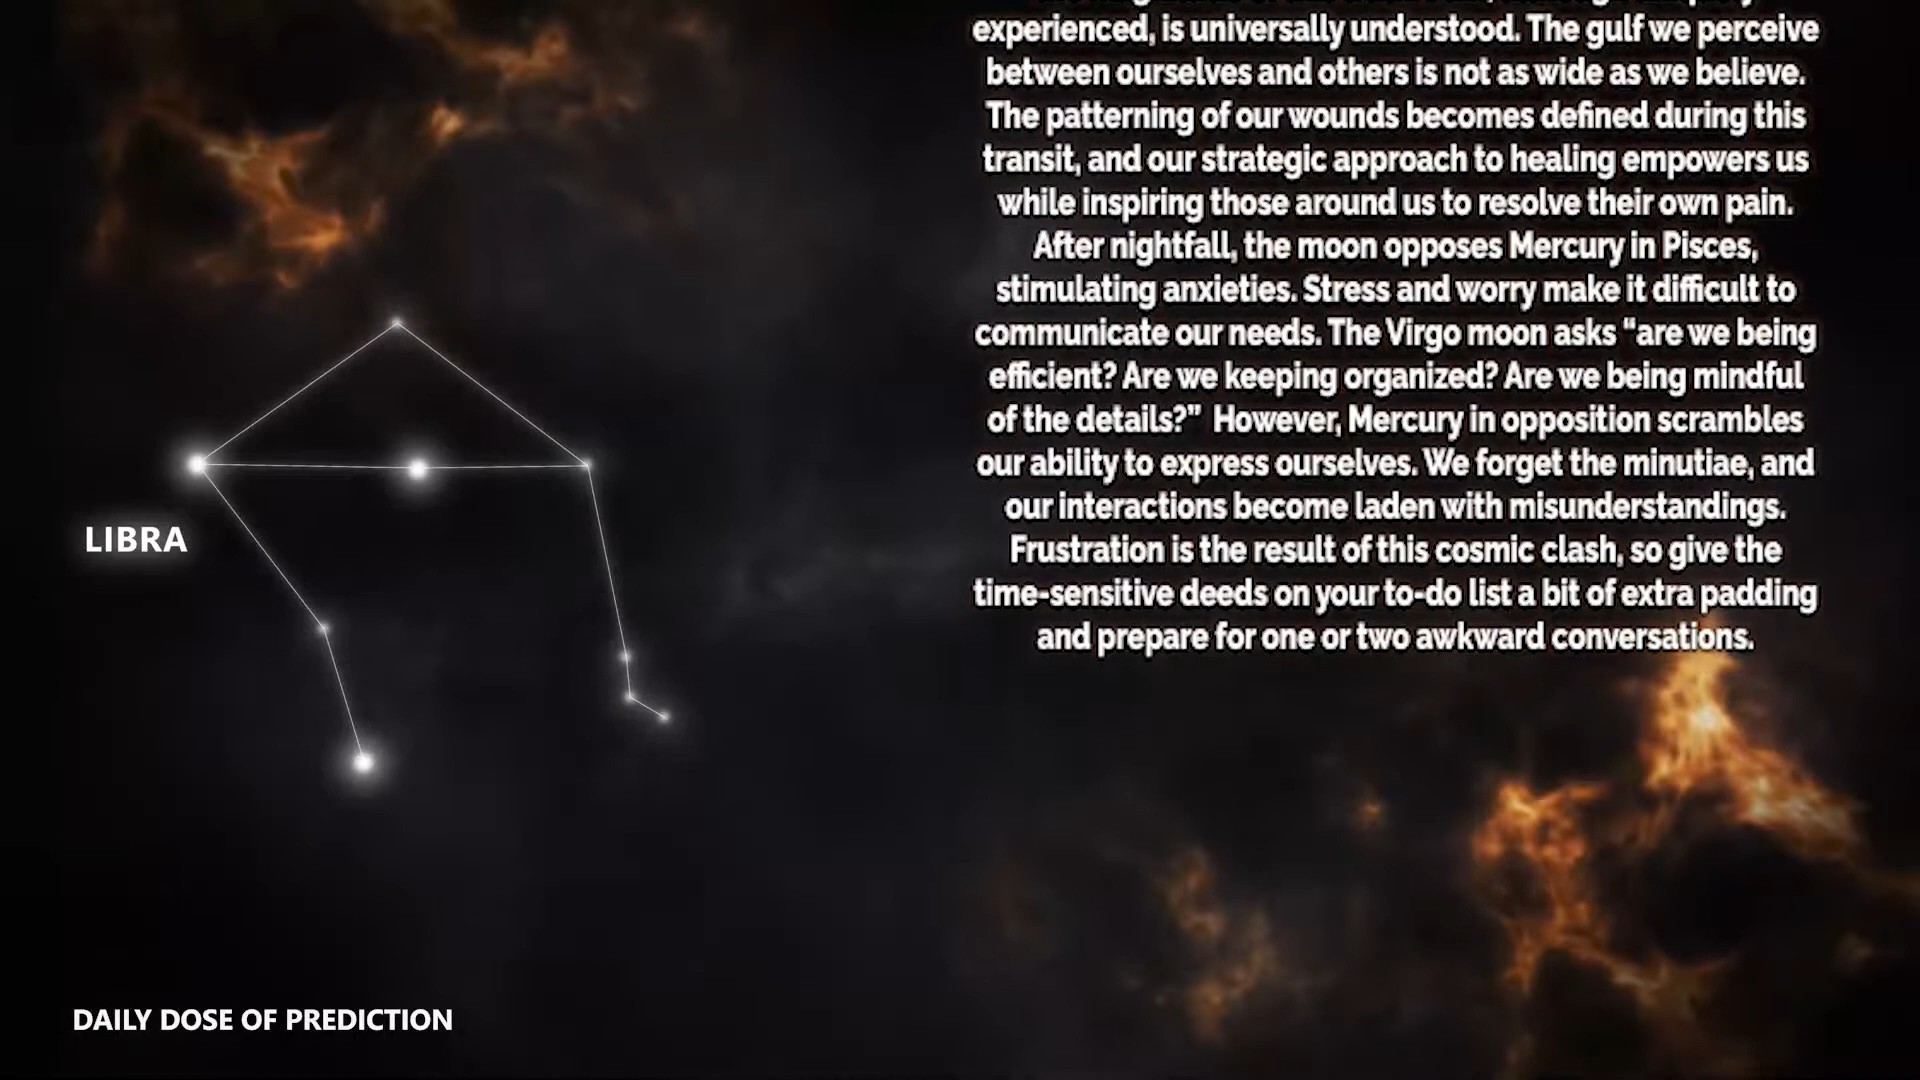 experienced, is universally understood. The gulf we perceive
between ourselves and others is not as wide as we believe.
The patterning of our wounds becomes defined during this
transit, and our strategic approach to healing empowers us
while inspiring those around us to resolve their own pain.
After nightfall, the moon opposes Mercury in Pisces,
stimulating anxieties. Stress and worry make it difficult to
communicate our needs. The Virgo moon asks “are we being
efficient? Are we keeping organized? Are we being mindful
of the details?”  However, Mercury in opposition scrambles
our ability to express ourselves. We forget the minutiae, and
our interactions become laden with misunderstandings.
Frustration is the result of this cosmic clash, so give the
time-sensitive deeds on your to-do list a bit of extra padding
and prepare for one or two awkward conversations.
LIBRA
DAILY DOSE OF PREDICTION